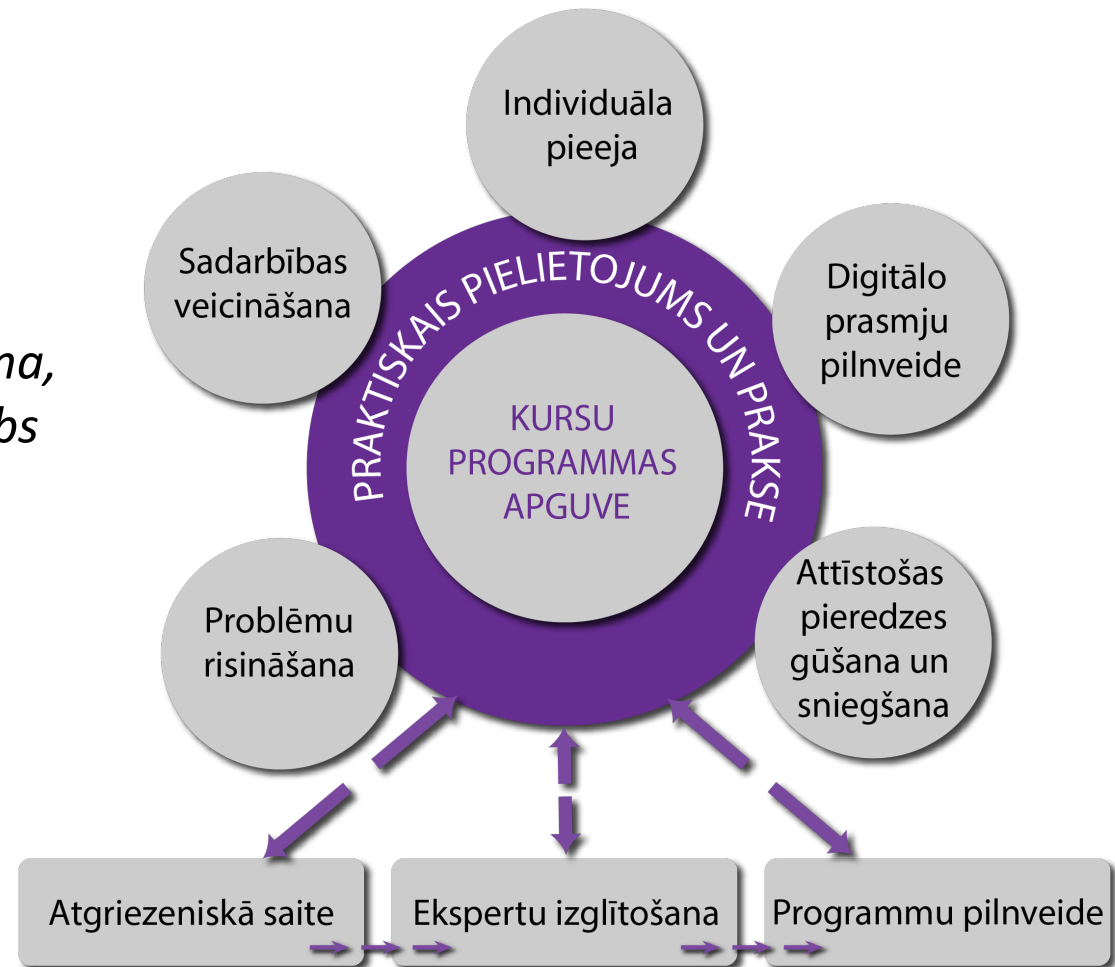 Individuāla
pieeja
Sadarbības
veicināšana
Digitālo
prasmju
pilnveide
PRAKTISKAIS PIELIETOJUMS UN PRAKSE
KURSU
PROGRAMMAS
APGUVE
Problēmu
risināšana
Attīstošas
pieredzes
gūšana un
sniegšana
Atgriezeniskā saite
Ekspertu izglītošana
Programmu pilnveide